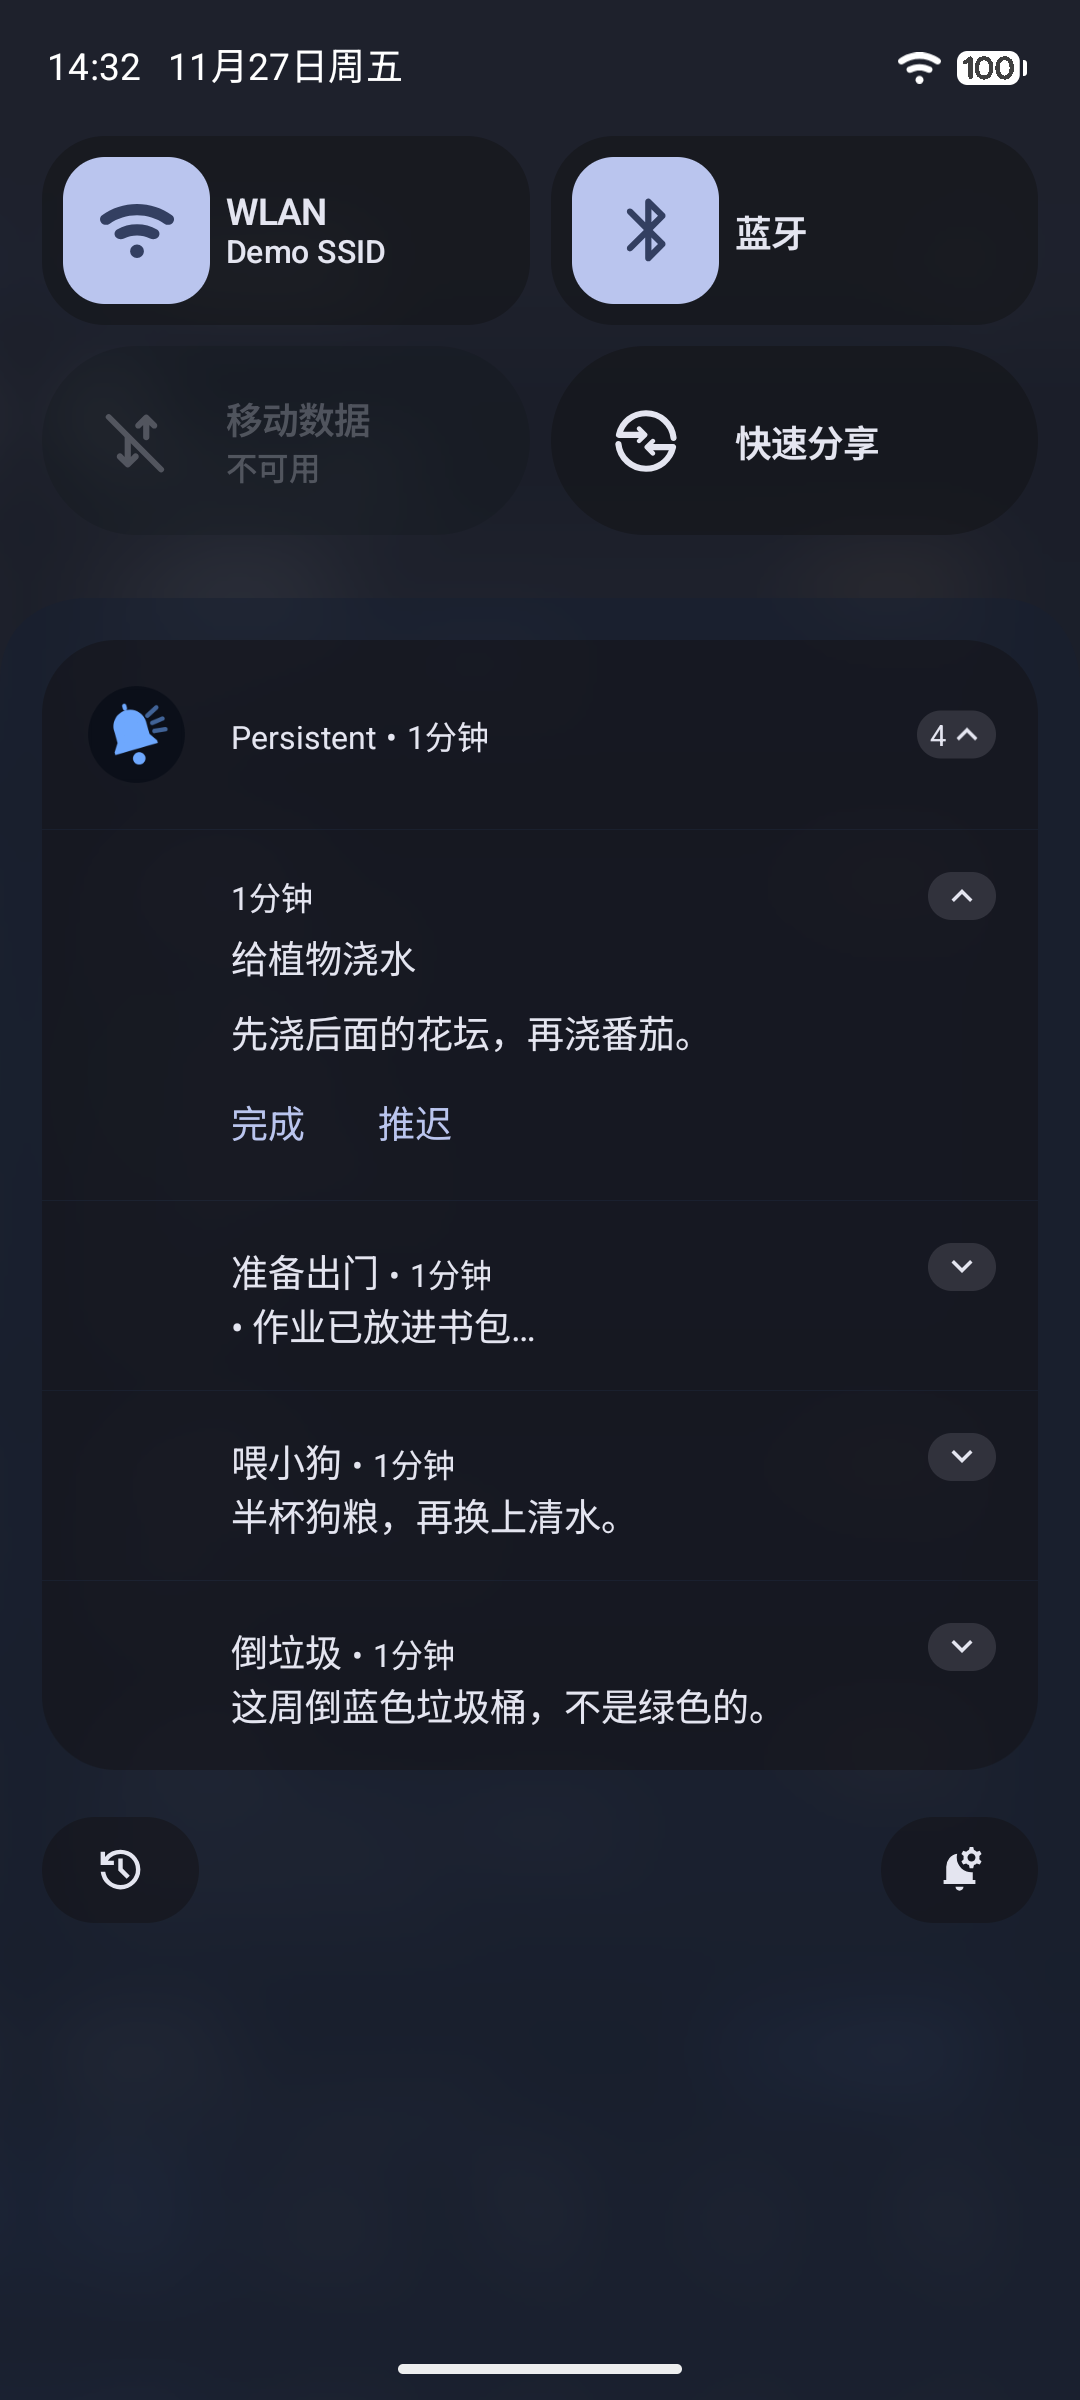 14:32 11月27日周五
100
WLAN
Demo SSID
蓝牙
移动数据
不可用
快速分享
Persistent • 1分钟
4
1分钟
给植物浇水
先浇后面的花坛，再浇番茄。
完成 推迟
准备出门 • 1分钟
• 作业已放进书包...
喂小狗 • 1分钟
半杯狗粮，再换上清水。
倒垃圾 • 1分钟
这周倒蓝色垃圾桶，不是绿色的。